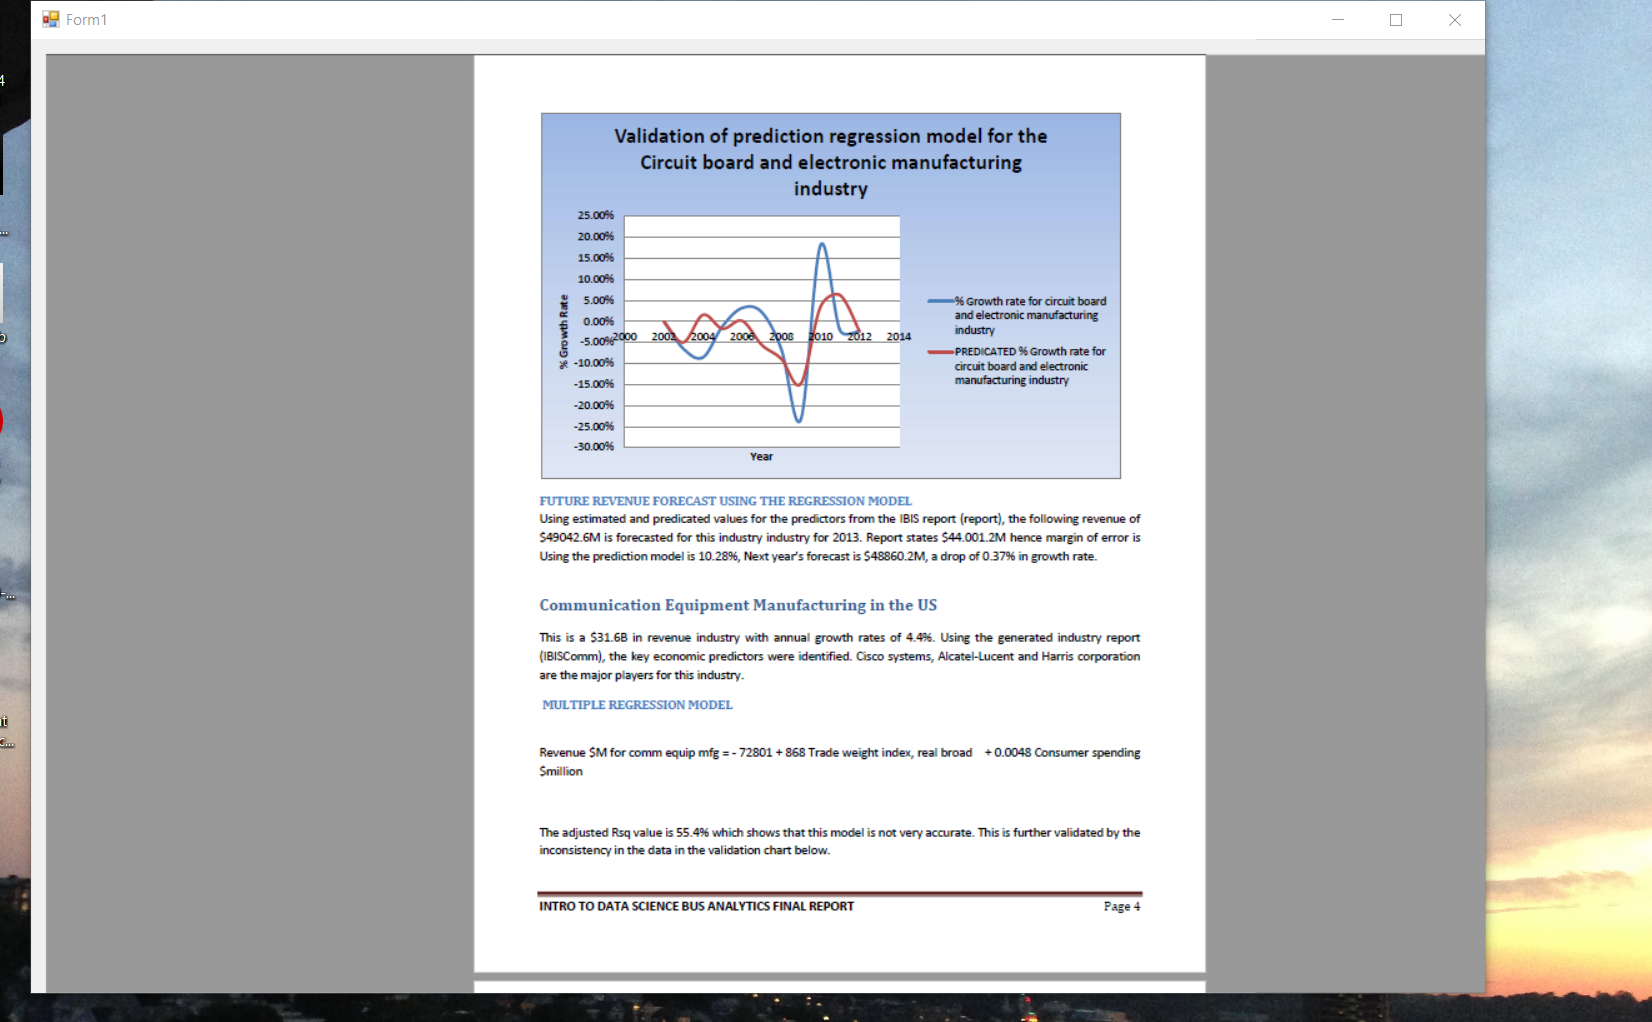 Form1
Validation of prediction regression model for the
Circuit board and electronic manufacturing
industry
25.00%
20.00%
15.00%
10.00%
5.00%
0.00%
-5.00%
-10.00%
-15.00%
-20.00%
-25.00%
-30.00%
% Growth Rate
2000 2002 2004 2006 2008 2010 2012 2014
Year
% Growth rate for circuit board
and electronic manufacturing
industry
PREDICATED % Growth rate for
circuit board and electronic
manufacturing industry
FUTURE REVENUE FORECAST USING THE REGRESSION MODEL
Using estimated and predicated values for the predictors from the IBIS report (report), the following revenue of
$49042.6M is forecasted for this industry industry for 2013. Report states $44.001.2M hence margin of error is
Using the prediction model is 10.28%, Next year's forecast is $48860.2M, a drop of 0.37% in growth rate.
Communication Equipment Manufacturing in the US
This is a $31.6B in revenue industry with annual growth rates of 4.4%. Using the generated industry report
(IBISComm), the key economic predictors were identified. Cisco systems, Alcatel-Lucent and Harris corporation
are the major players for this industry.
MULTIPLE REGRESSION MODEL
Revenue $M for comm equip mfg = - 72801 + 868 Trade weight index, real broad + 0.0048 Consumer spending
$million
The adjusted Rsq value is 55.4% which shows that this model is not very accurate. This is further validated by the
inconsistency in the data in the validation chart below.
INTRO TO DATA SCIENCE BUS ANALYTICS FINAL REPORT Page 4